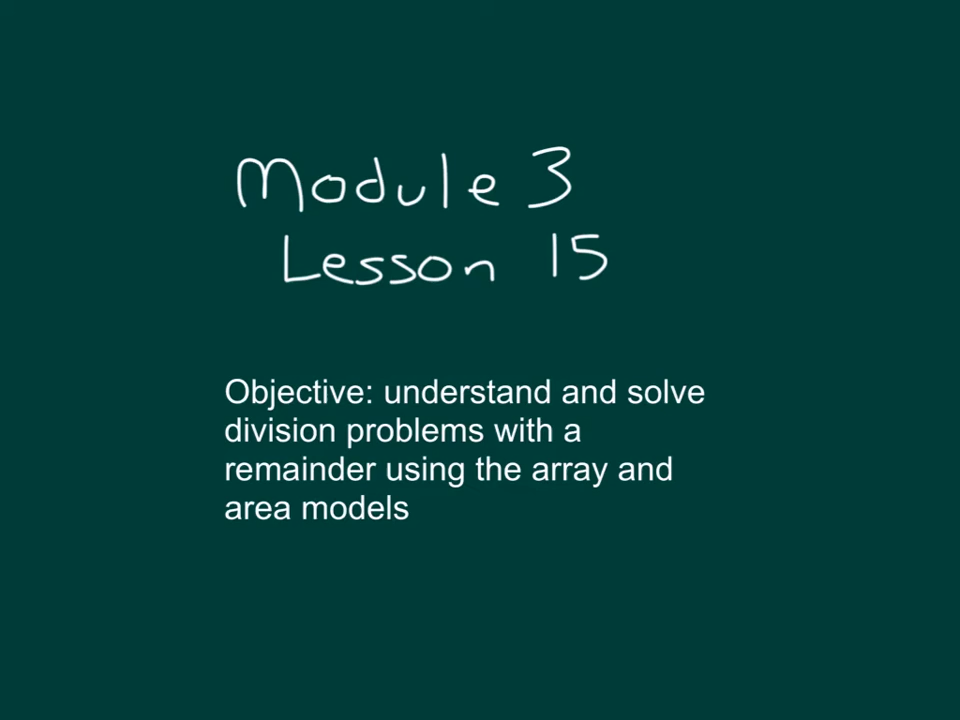 Module 3
Lesson 15
Objective: understand and solve
division problems with a
remainder using the array and
area models